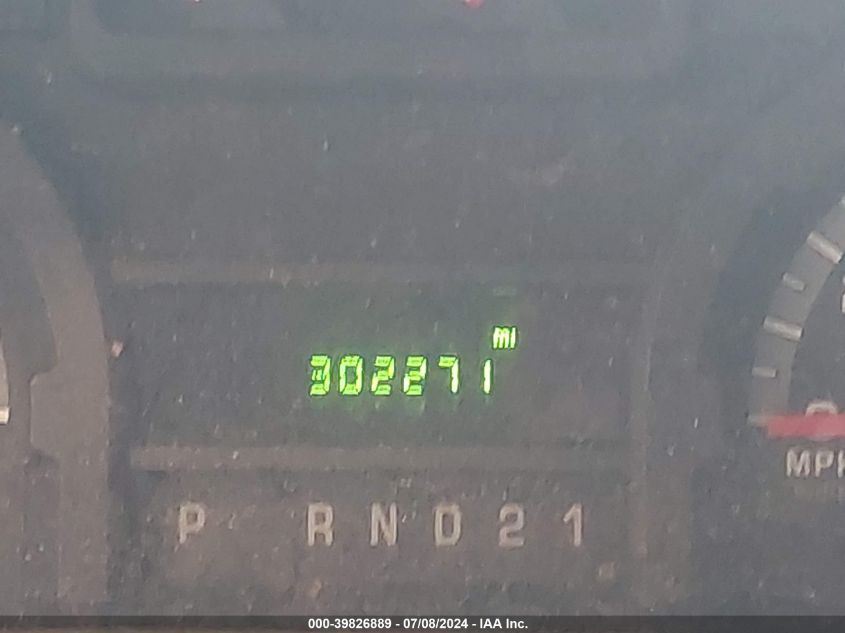 MI
302271
P R N D 2 1
MPH
000-39826889 - 07/08/2024 - IAA Inc.